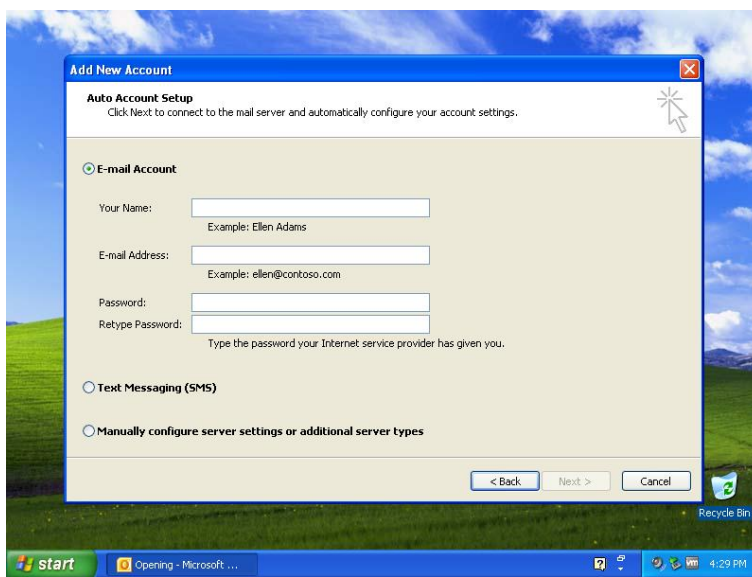 Add New Account
Auto Account Setup
Click Next to connect to the mail server and automatically configure your account settings.
E-mail Account
Your Name:
Example: Ellen Adams
E-mail Address:
Example: ellen@contoso.com
Password:
Retype Password:
Type the password your Internet service provider has given you.
Text Messaging (SMS)
Manually configure server settings or additional server types
< Back
Next >
Cancel
Recycle Bin
start
Opening - Microsoft ...
4:29 PM